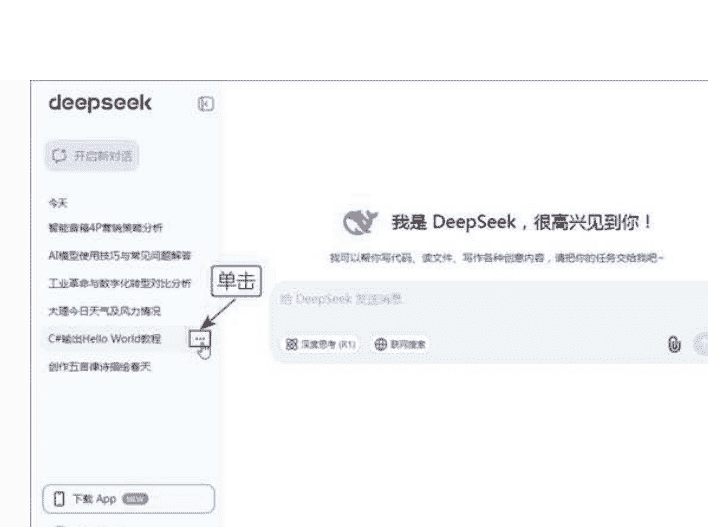 deepseek
开启新对话
今天
智能音箱4P营销策略分析
AI模型使用技巧与常见问题解答
工业革命与数字化转型对比分析
大理今日天气及风力情况
C#输出Hello World教程
创作五言律诗描绘春天
单击
下载 App NEW
我是 DeepSeek，很高兴见到你！
我可以帮你写代码、读文件、写作各种创意内容，请把你的任务交给我吧~
给 DeepSeek 发送消息
深度思考 (R1)
联网搜索